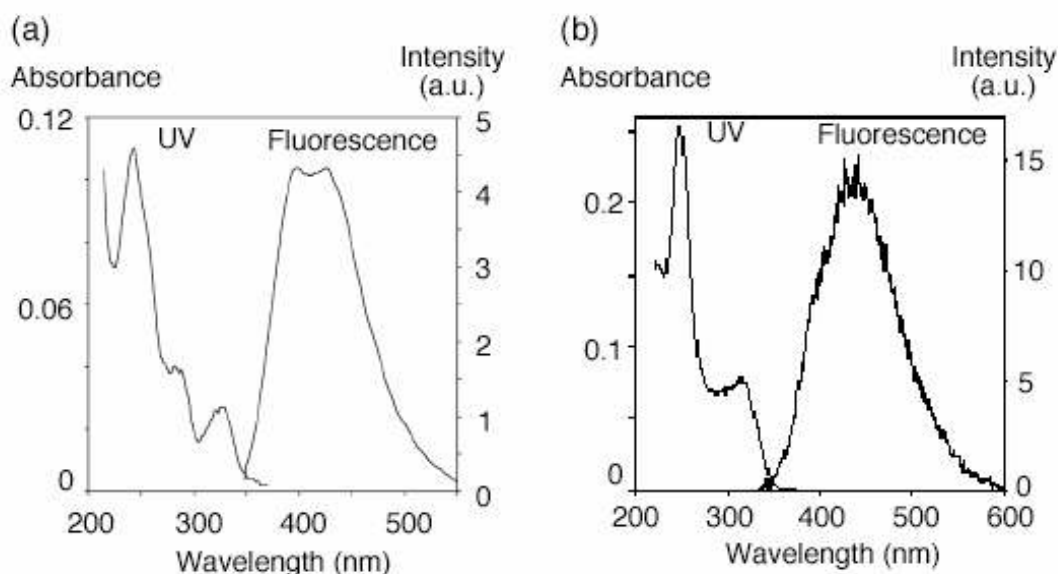 (a)
Absorbance
Intensity
(a.u.)
UV
Fluorescence
0.12
0.06
0
5
4
3
2
1
0
200
300
400
500
Wavelength (nm)
(b)
Absorbance
Intensity
(a.u.)
UV
Fluorescence
0.2
0.1
0
15
10
5
0
200
300
400
500
600
Wavelength (nm)